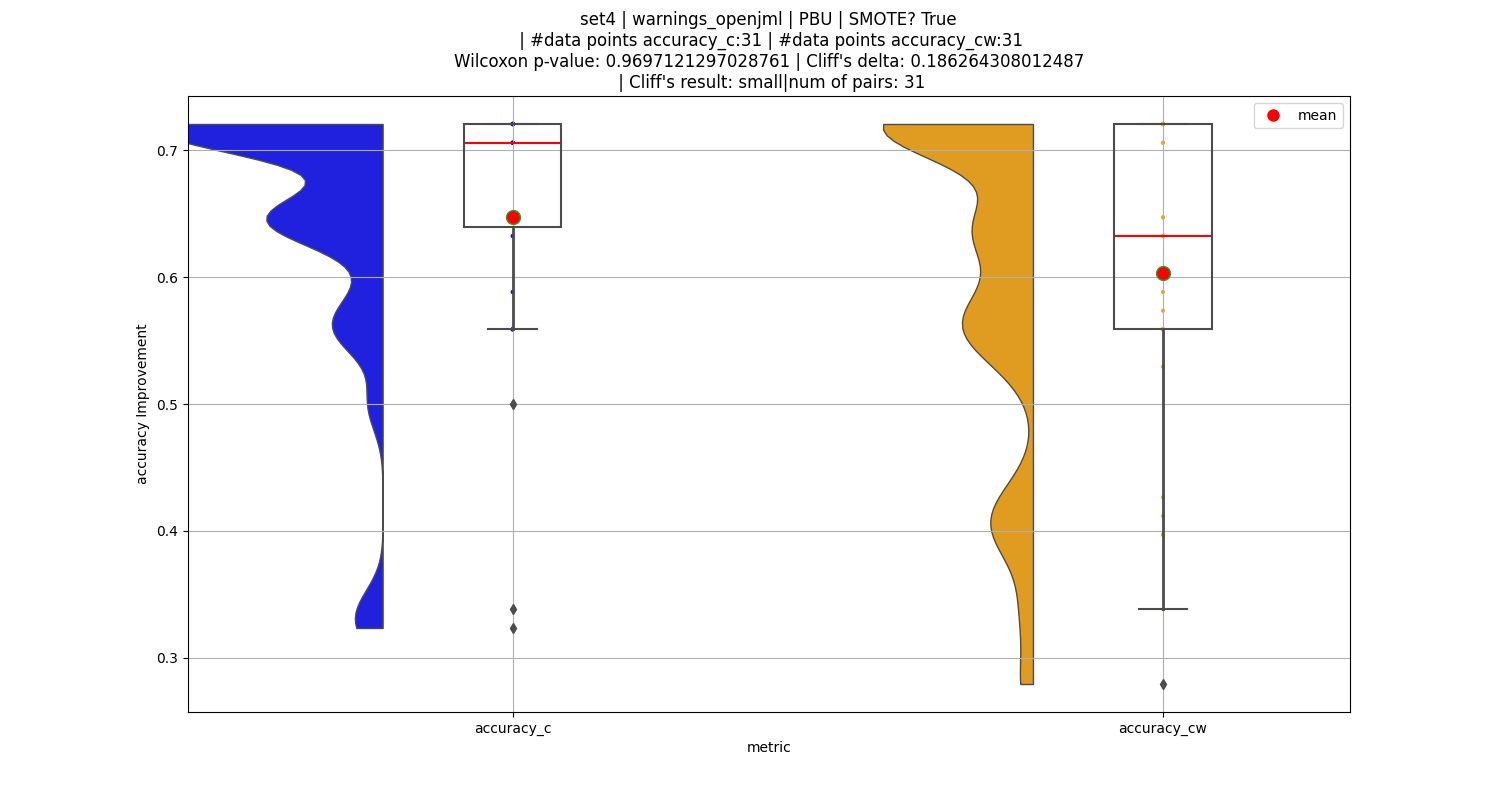 set4 | warnings_openjml | PBU | SMOTE? True
| #data points accuracy_c:31 | #data points accuracy_cw:31
Wilcoxon p-value: 0.9697121297028761 | Cliff's delta: 0.186264308012487
| Cliff's result: small|num of pairs: 31
mean
0.7
0.6
0.5
0.4
0.3
accuracy Improvement
accuracy_c
accuracy_cw
metric